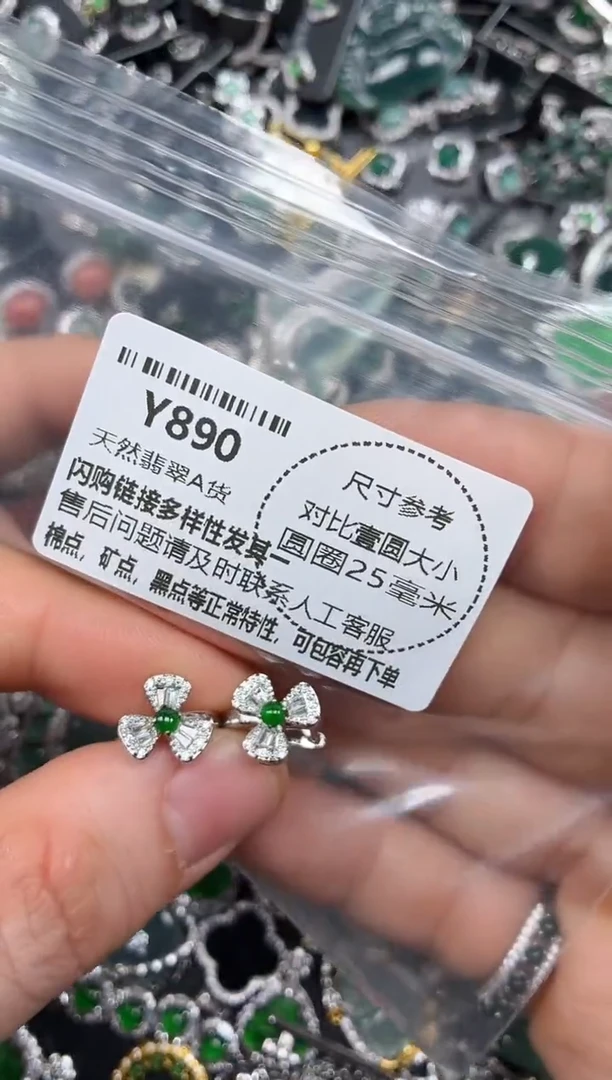 Y890
天然翡翠A货
闪购链接多样性发其一
售后问题请及时联系人工客服
棉点，矿点，黑点等正常特性，可包容再下单
尺寸参考
对比壹圆大小
圆圈25毫米